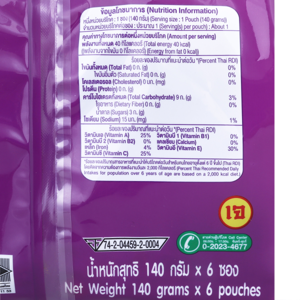 ข้อมูลโภชนาการ (Nutrition Information)
หนึ่งหน่วยบริโภค : 1 ซอง (140 กรัม) (Serving size : 1 Pouch (140 grams)
จำนวนหน่วยบริโภคต่อซอง : ประมาณ 1 (Serving(s) per Pouch) : About 1
คุณค่าทางโภชนาการต่อหนึ่งหน่วยบริโภค (Amount per serving)
พลังงานทั้งหมด 40 กิโลแคลอรี (Total energy 40 kcal)
(พลังงานจากไขมัน 0 กิโลแคลอรี) (Energy from fat 0 kcal)
ร้อยละของปริมาณที่แนะนำต่อวัน* (Percent Thai RDI)
ไขมันทั้งหมด (Total Fat) 0 ก. (g) 0%
ไขมันอิ่มตัว (Saturated Fat) 0 ก. (g) 0%
โคเลสเตอรอล (Cholesterol) 0 มก. (mg) 0%
โปรตีน (Protein) 0 ก. (g)
คาร์โบไฮเดรตทั้งหมด (Total Carbohydrate) 9 ก. (g) 3%
ใยอาหาร (Dietary Fiber) 0 ก. (g) 0%
น้ำตาล (Sugars) 3 ก. (g)
โซเดียม (Sodium) 15 มก. (mg) 1%
ร้อยละของปริมาณที่แนะนำต่อวัน* (Percent Thai RDI)
วิตามินเอ (Vitamin A) 25% วิตามินบี 1 (Vitamin B1) 0%
วิตามินบี 2 (Vitamin B2) 0% แคลเซียม (Calcium) 0%
เหล็ก (Iron) 4% วิตามินอี (Vitamin E) 30%
วิตามินซี (Vitamin C) 35%
74-2-04459-2-0004
เจ
0-2023-4677
น้ำหนักสุทธิ 140 กรัม x 6 ซอง
Net Weight 140 grams x 6 pouches